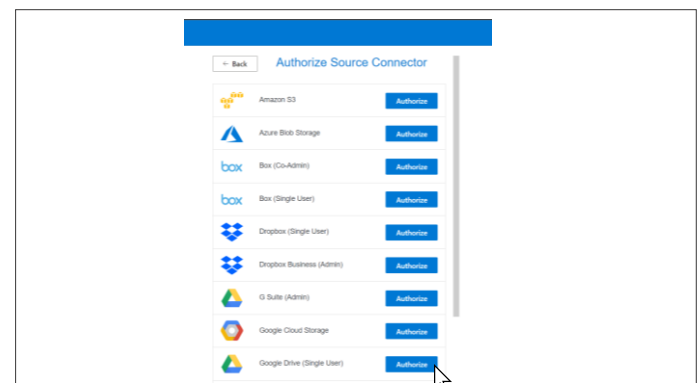 ← Back
Authorize Source Connector
Amazon S3 Authorize
Azure Blob Storage Authorize
box Box (Co-Admin) Authorize
box Box (Single User) Authorize
Dropbox (Single User) Authorize
Dropbox Business (Admin) Authorize
G Suite (Admin) Authorize
Google Cloud Storage Authorize
Google Drive (Single User) Authorize